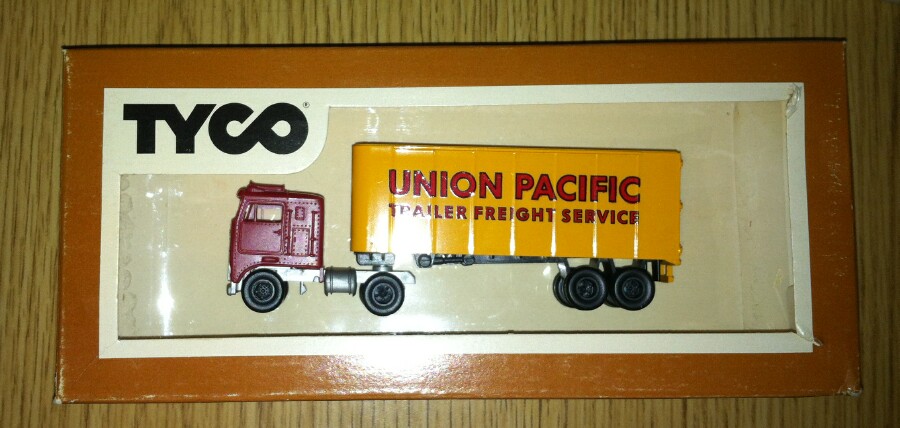 TYCO®
UNION PACIFIC
TRAILER FREIGHT SERVICE